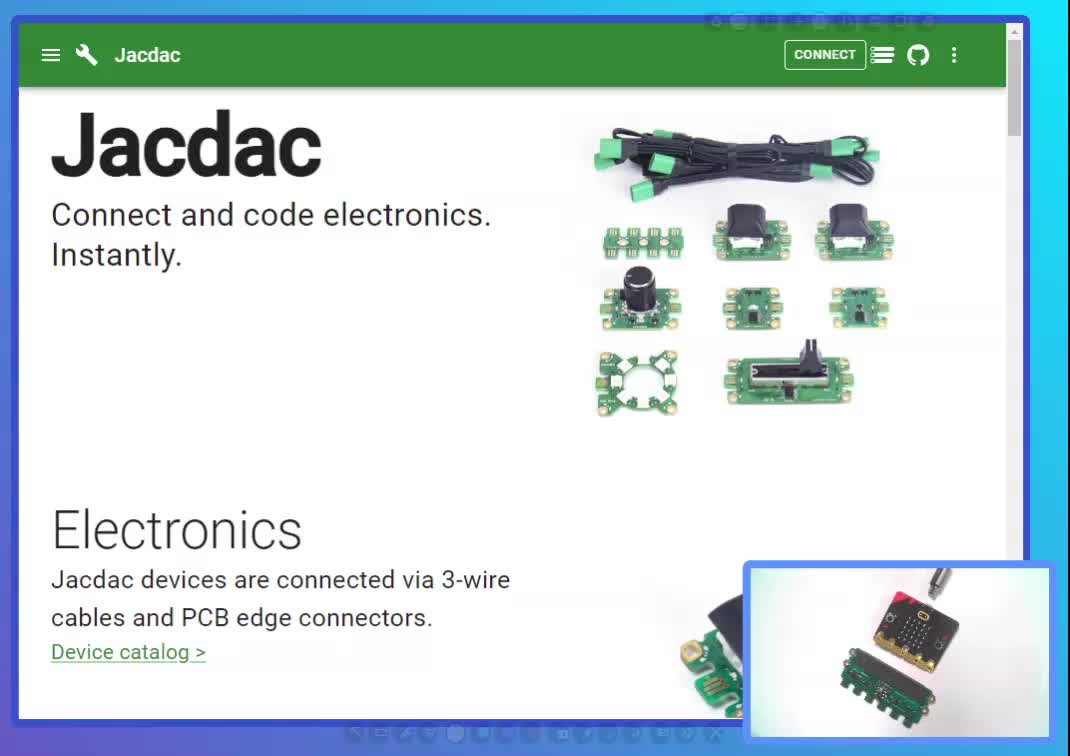 Jacdac
CONNECT
Jacdac
Connect and code electronics.
Instantly.
Electronics
Jacdac devices are connected via 3-wire
cables and PCB edge connectors.
Device catalog >